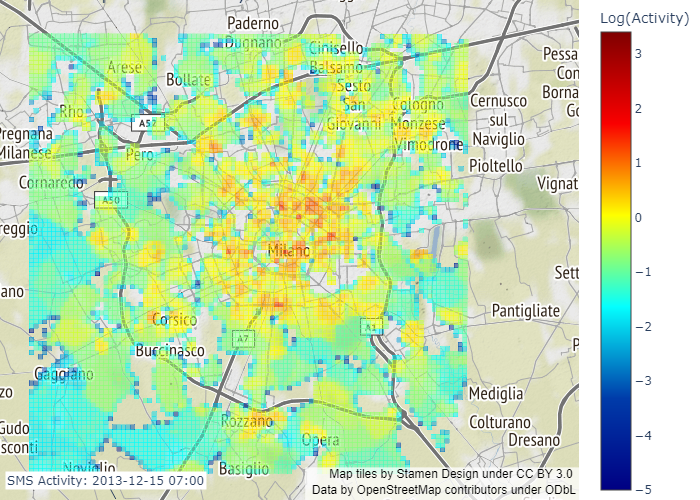 Paderno
Dugnano
Cinisello
Balsamo
Arese
Bollate
Sesto
San
Giovanni
Cologno
Monzese
Rho
A52
Pero
Vimodrone
Cernusco
sul
Naviglio
Pioltello
Pessa
Con
Borna
Go
Pregnana
Milanese
Cornaredo
A50
Vignat
reggio
Milano
Sett
ano
Corsico
A7
A1
Pantigliate
Buccinasco
P
Gaggiano
zo
Mediglia
Rozzano
Colturano
Gudo
sconti
Opera
Dresano
Noviglio
Basiglio
SMS Activity: 2013-12-15 07:00
Map tiles by Stamen Design under CC BY 3.0
Data by OpenStreetMap contributors under ODbL
Log(Activity)
3
2
1
0
−1
−2
−3
−4
−5